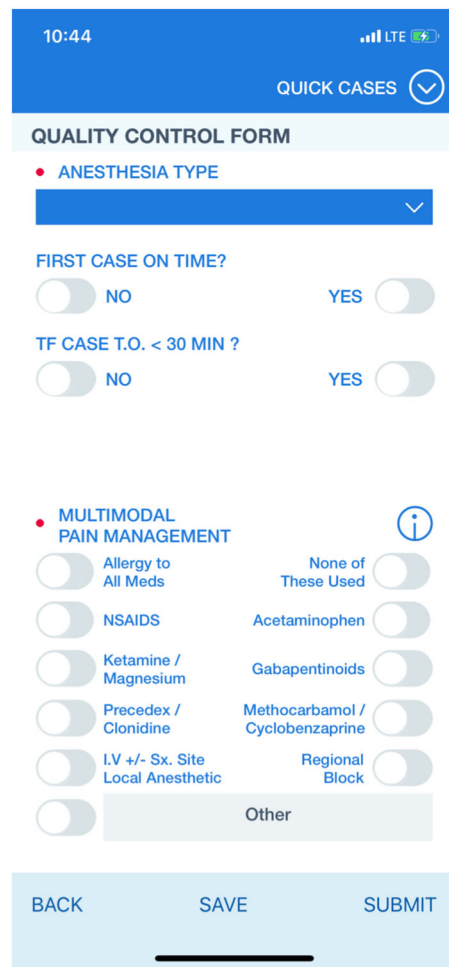 10:44 LTE
QUICK CASES
QUALITY CONTROL FORM
ANESTHESIA TYPE
FIRST CASE ON TIME?
NO YES
TF CASE T.O. < 30 MIN ?
NO YES
MULTIMODAL
PAIN MANAGEMENT
Allergy to
All Meds
None of
These Used
NSAIDS
Acetaminophen
Ketamine /
Magnesium
Gabapentinoids
Precedex /
Clonidine
Methocarbamol /
Cyclobenzaprine
I.V +/- Sx. Site
Local Anesthetic
Regional
Block
Other
BACK SAVE SUBMIT